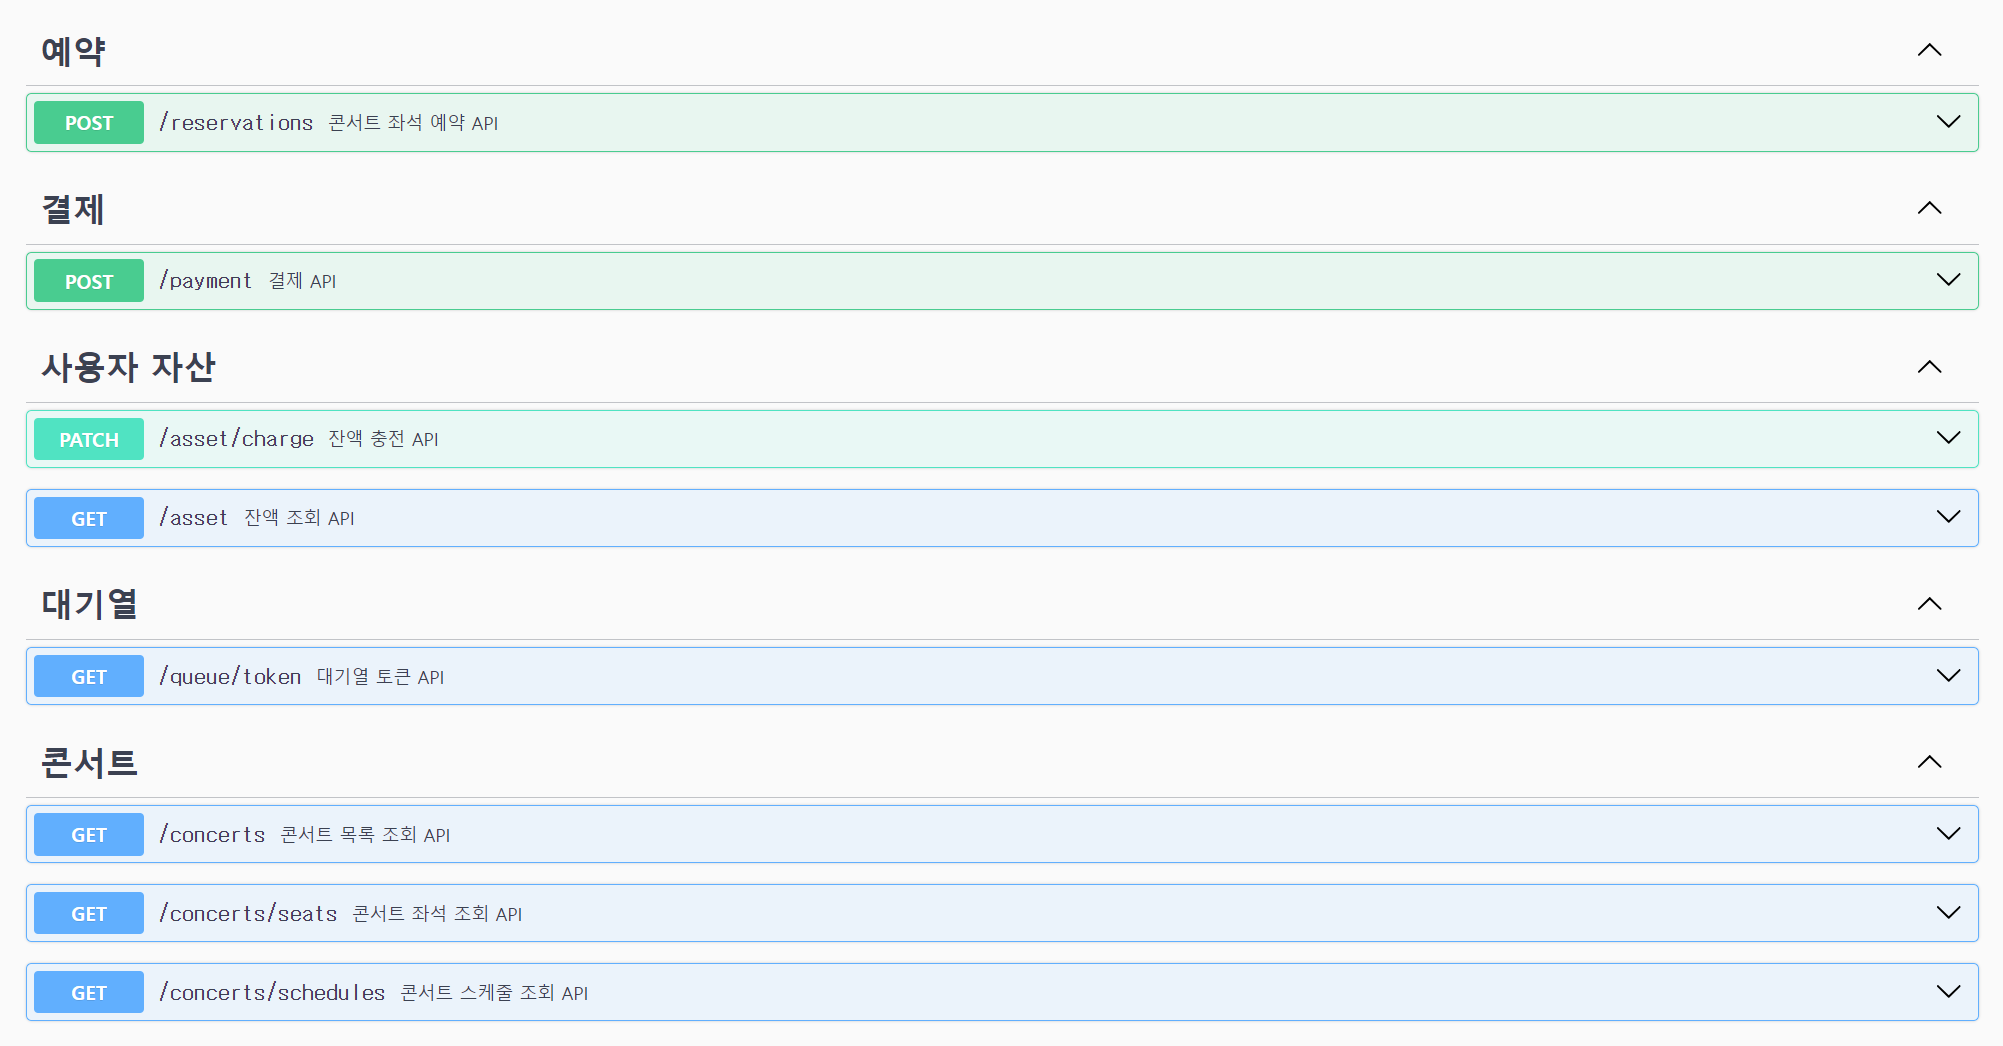 예약
POST /reservations 콘서트 좌석 예약 API
결제
POST /payment 결제 API
사용자 자산
PATCH /asset/charge 잔액 충전 API
GET /asset 잔액 조회 API
대기열
GET /queue/token 대기열 토큰 API
콘서트
GET /concerts 콘서트 목록 조회 API
GET /concerts/seats 콘서트 좌석 조회 API
GET /concerts/schedules 콘서트 스케줄 조회 API